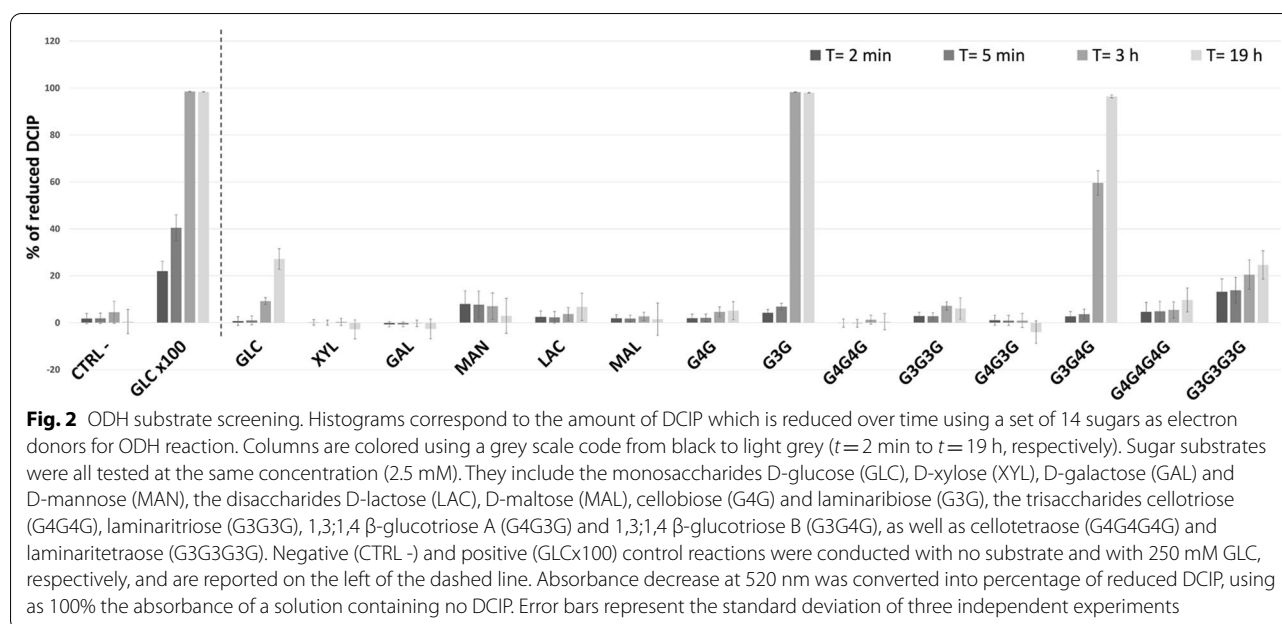 120
100
80
60
40
20
0
-20
% of reduced DCIP
T= 2 min T= 5 min T= 3 h T= 19 h
CTRL - GLC x100 GLC XYL GAL MAN LAC MAL G4G G3G G4G4G G3G3G G4G3G G3G4G G4G4G4G G3G3G3G
Fig. 2 ODH substrate screening. Histograms correspond to the amount of DCIP which is reduced over time using a set of 14 sugars as electron
donors for ODH reaction. Columns are colored using a grey scale code from black to light grey (t = 2 min to t = 19 h, respectively). Sugar substrates
were all tested at the same concentration (2.5 mM). They include the monosaccharides D-glucose (GLC), D-xylose (XYL), D-galactose (GAL) and
D-mannose (MAN), the disaccharides D-lactose (LAC), D-maltose (MAL), cellobiose (G4G) and laminaribiose (G3G), the trisaccharides cellotriose
(G4G4G), laminaritriose (G3G3G), 1,3;1,4 β-glucotriose A (G4G3G) and 1,3;1,4 β-glucotriose B (G3G4G), as well as cellotetraose (G4G4G4G) and
laminaritetraose (G3G3G3G). Negative (CTRL -) and positive (GLCx100) control reactions were conducted with no substrate and with 250 mM GLC,
respectively, and are reported on the left of the dashed line. Absorbance decrease at 520 nm was converted into percentage of reduced DCIP, using
as 100% the absorbance of a solution containing no DCIP. Error bars represent the standard deviation of three independent experiments